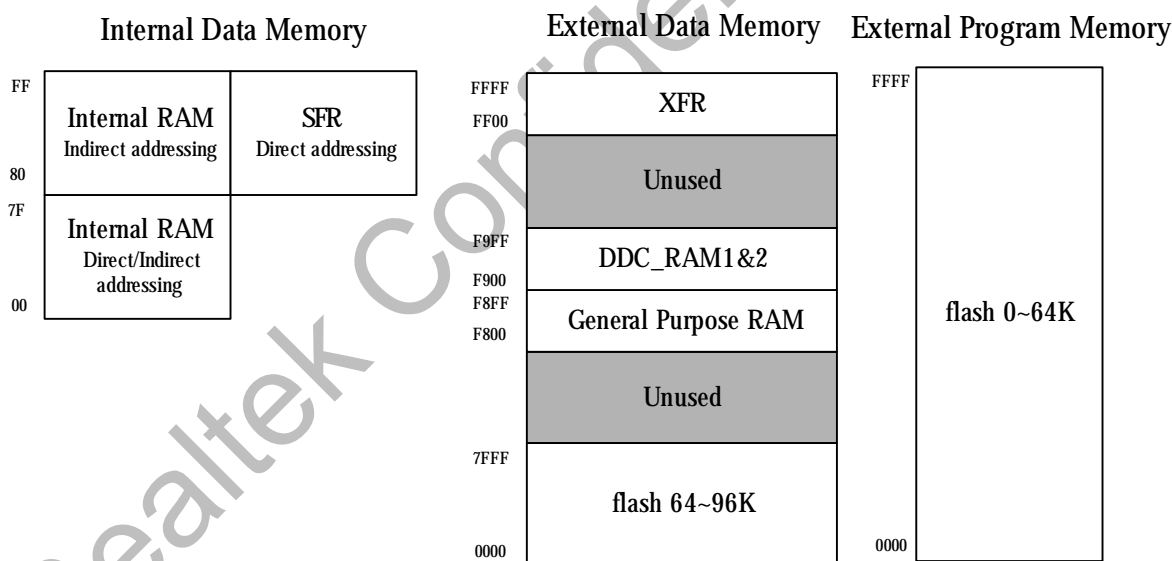 Internal Data Memory
FF
Internal RAM
Indirect addressing
SFR
Direct addressing
80
7F
Internal RAM
Direct/Indirect
addressing
00
External Data Memory
FFFF
XFR
FF00
Unused
F9FF
DDC_RAM1&2
F900
F8FF
General Purpose RAM
F800
Unused
7FFF
flash 64~96K
0000
External Program Memory
FFFF
flash 0~64K
0000